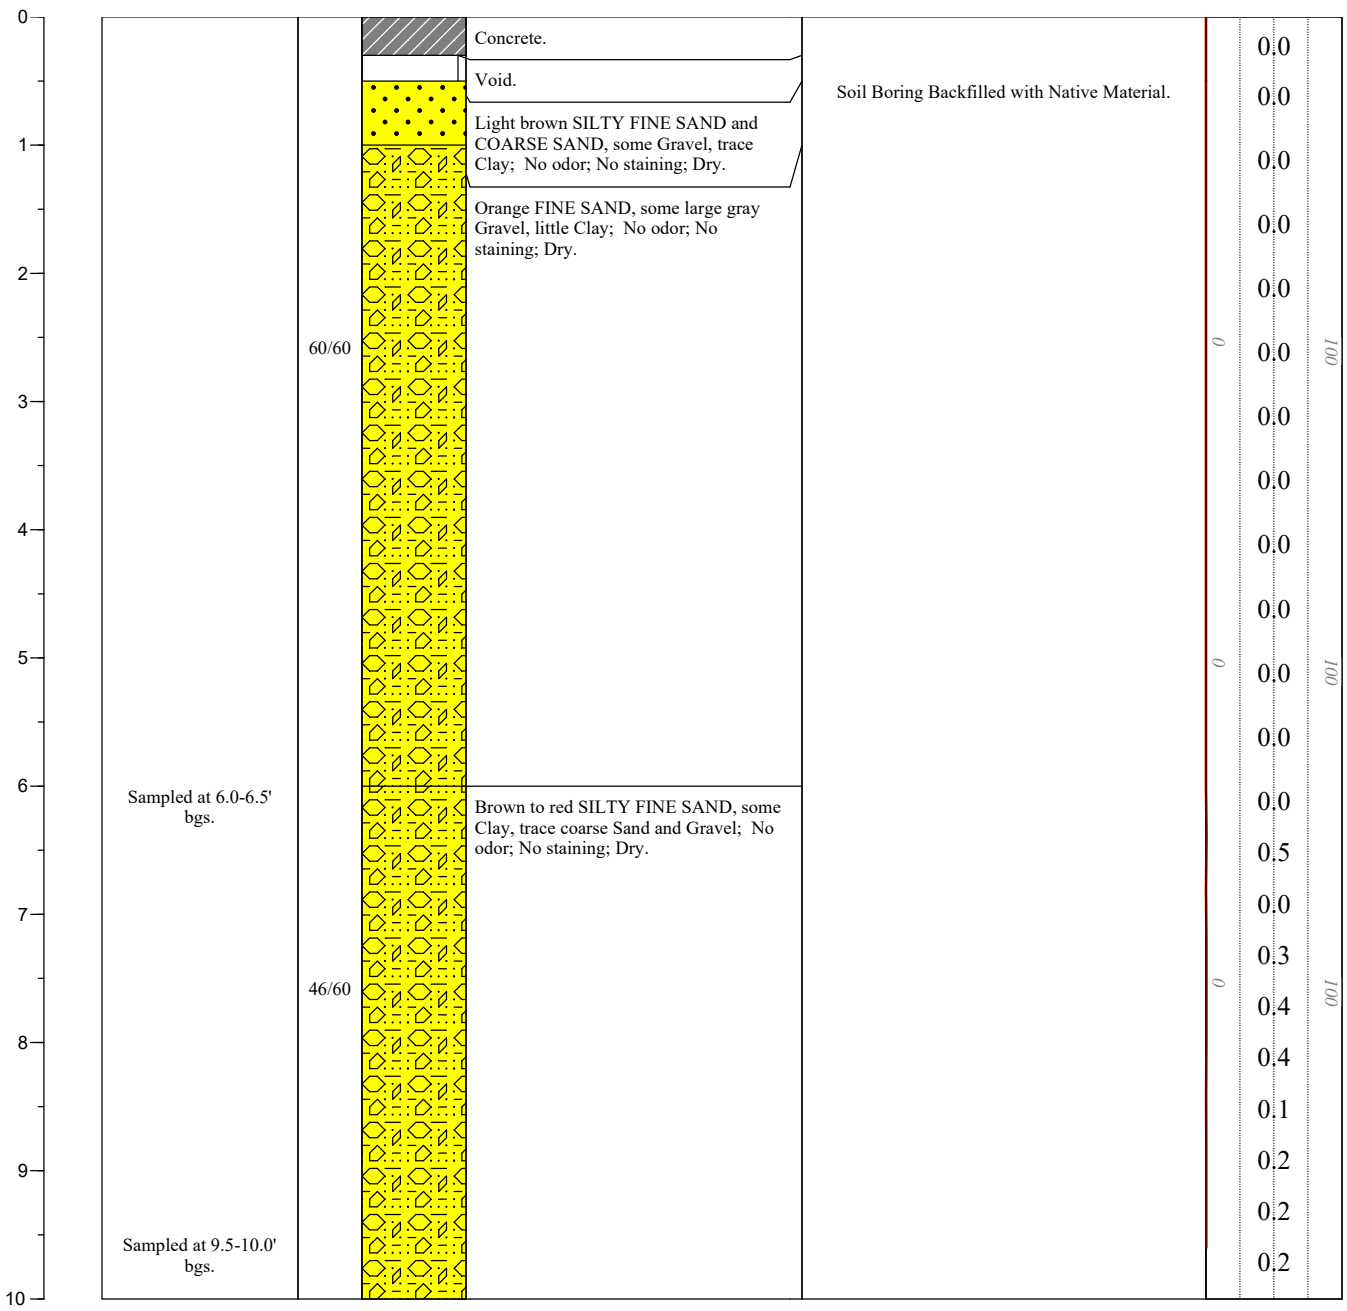 0
1
2
3
4
5
6
7
8
9
10
Sampled at 6.0-6.5'
bgs.
Sampled at 9.5-10.0'
bgs.
60/60
46/60
Concrete.
Void.
Light brown SILTY FINE SAND and
COARSE SAND, some Gravel, trace
Clay; No odor; No staining; Dry.
Orange FINE SAND, some large gray
Gravel, little Clay; No odor; No
staining; Dry.
Brown to red SILTY FINE SAND, some
Clay, trace coarse Sand and Gravel; No
odor; No staining; Dry.
Soil Boring Backfilled with Native Material.
0
0
0
0.0
0.0
0.0
0.0
0.0
0.0
0.0
0.0
0.0
0.0
0.0
0.0
0.0
0.5
0.0
0.3
0.4
0.4
0.1
0.2
0.2
0.2
100
100
100